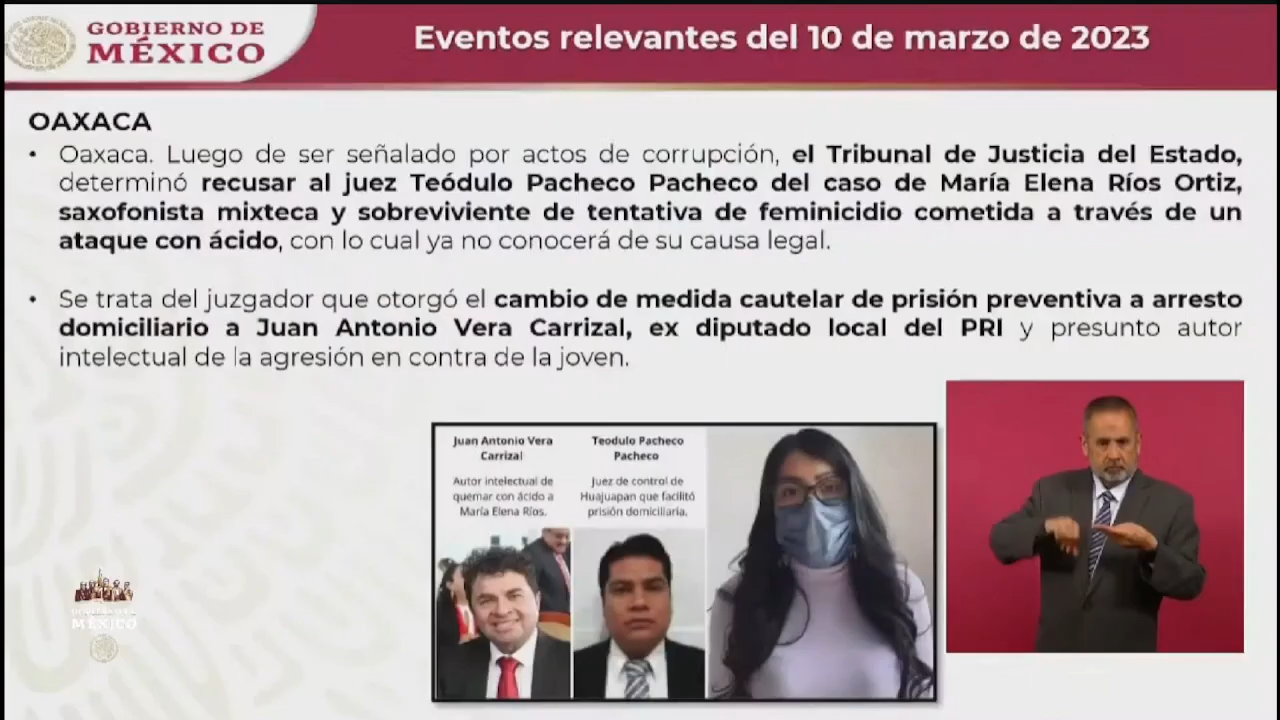 GOBIERNO DE
MÉXICO
Eventos relevantes del 10 de marzo de 2023
OAXACA
• Oaxaca. Luego de ser señalado por actos de corrupción, el Tribunal de Justicia del Estado,
determinó recusar al juez Teódulo Pacheco Pacheco del caso de María Elena Ríos Ortiz,
saxofonista mixteca y sobreviviente de tentativa de feminicidio cometida a través de un
ataque con ácido, con lo cual ya no conocerá de su causa legal.
• Se trata del juzgador que otorgó el cambio de medida cautelar de prisión preventiva a arresto
domiciliario a Juan Antonio Vera Carrizal, ex diputado local del PRI y presunto autor
intelectual de la agresión en contra de la joven.
Juan Antonio Vera
Carrizal
Autor intelectual de
quemar con ácido a
María Elena Ríos.
Teodulo Pacheco
Pacheco
Juez de control de
Huajuapan que facilitó
prisión domiciliaria.
GOBIERNO DE
MÉXICO